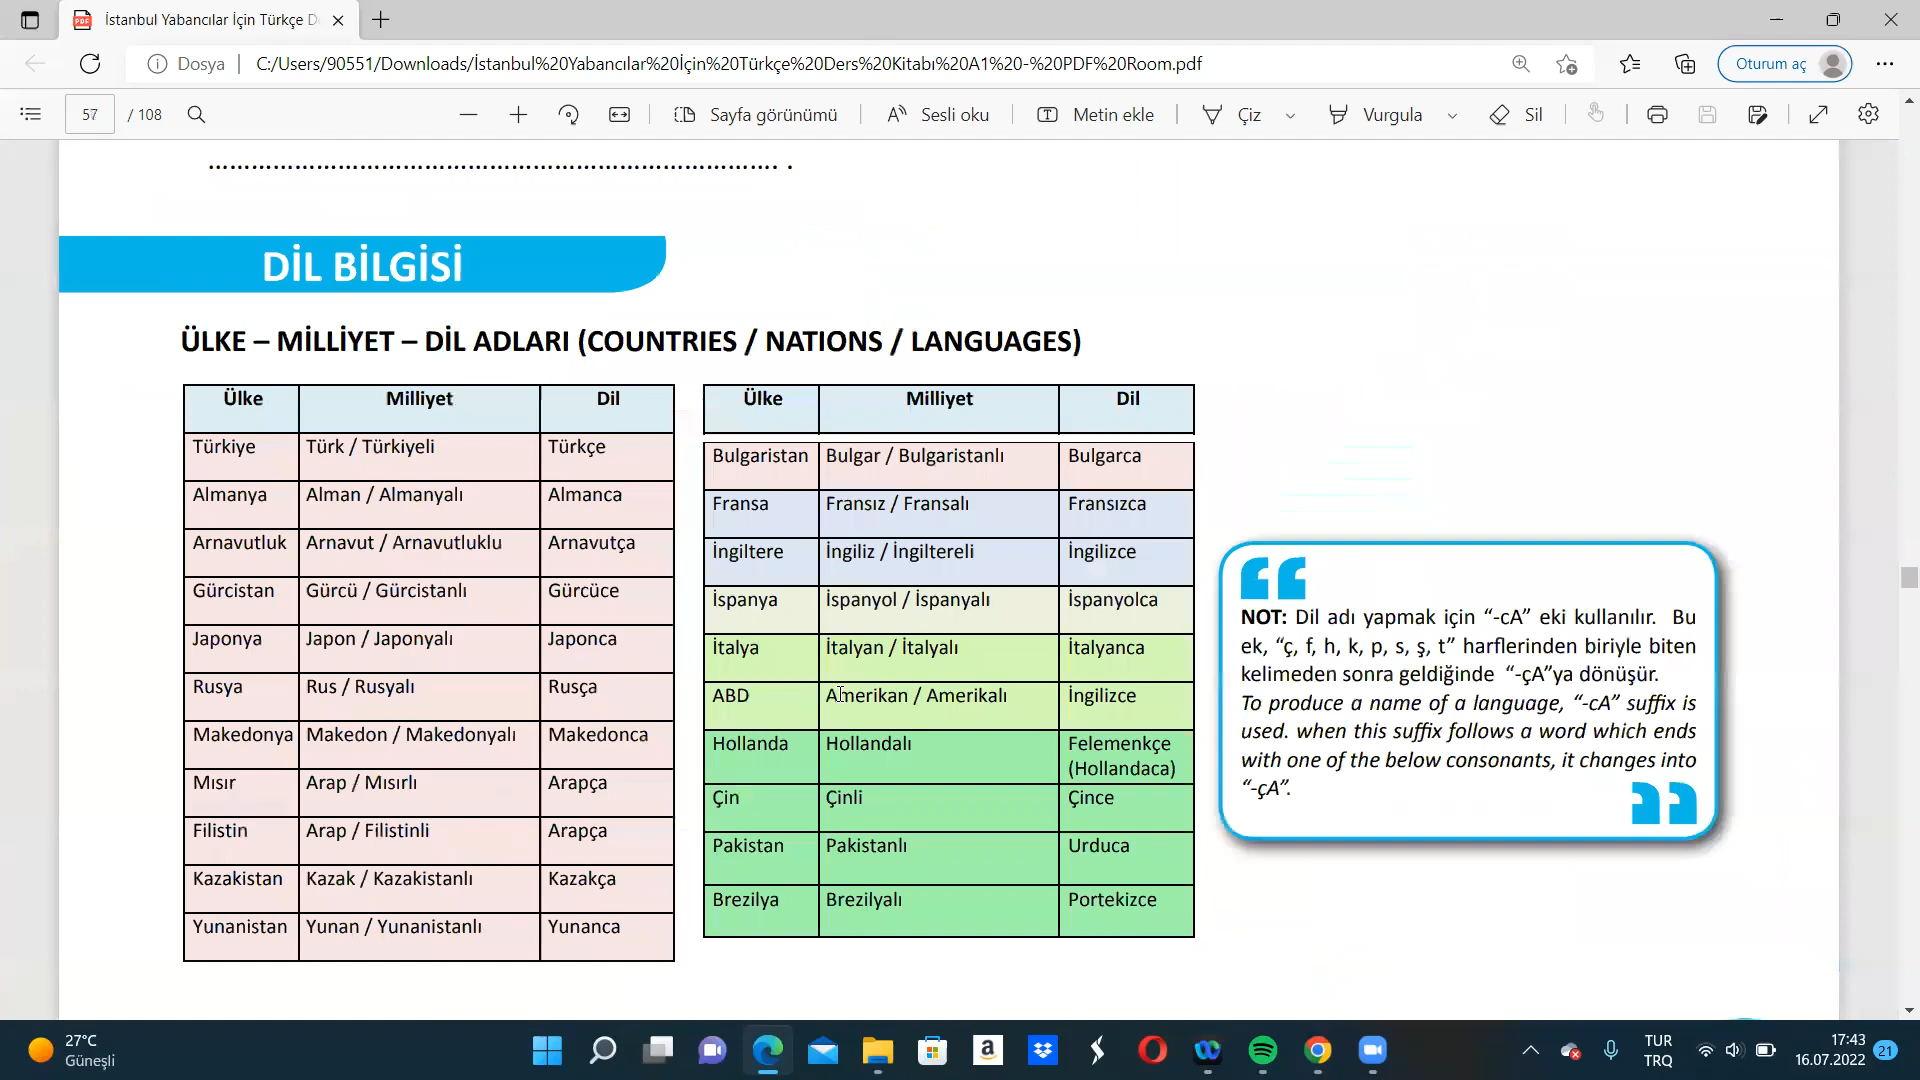 İstanbul Yabancılar İçin Türkçe D
Dosya
C:/Users/90551/Downloads/İstanbul%20Yabancılar%20İçin%20Türkçe%20Ders%20Kitabı%20A1%20-%20PDF%20Room.pdf
Oturum aç
57 / 108
Sayfa görünümü
Sesli oku
Metin ekle
Çiz
Vurgula
Sil
DİL BİLGİSİ
ÜLKE – MİLLİYET – DİL ADLARI (COUNTRIES / NATIONS / LANGUAGES)
Ülke Milliyet Dil
Türkiye Türk / Türkiyeli Türkçe
Almanya Alman / Almanyalı Almanca
Arnavutluk Arnavut / Arnavutluklu Arnavutça
Gürcistan Gürcü / Gürcistanlı Gürcüce
Japonya Japon / Japonyalı Japonca
Rusya Rus / Rusyalı Rusça
Makedonya Makedon / Makedonyalı Makedonca
Mısır Arap / Mısırlı Arapça
Filistin Arap / Filistinli Arapça
Kazakistan Kazak / Kazakistanlı Kazakça
Yunanistan Yunan / Yunanistanlı Yunanca
Ülke Milliyet Dil
Bulgaristan Bulgar / Bulgaristanlı Bulgarca
Fransa Fransız / Fransalı Fransızca
İngiltere İngiliz / İngiltereli İngilizce
İspanya İspanyol / İspanyalı İspanyolca
İtalya İtalyan / İtalyalı İtalyanca
ABD Amerikan / Amerikalı İngilizce
Hollanda Hollandalı Felemenkçe
(Hollandaca)
Çin Çinli Çince
Pakistan Pakistanlı Urduca
Brezilya Brezilyalı Portekizce
NOT: Dil adı yapmak için “-cA” eki kullanılır. Bu
ek, “ç, f, h, k, p, s, ş, t” harflerinden biriyle biten
kelimeden sonra geldiğinde “-çA”ya dönüşür.
To produce a name of a language, “-cA” suffix is
used. when this suffix follows a word which ends
with one of the below consonants, it changes into
“-çA”.
27°C
Güneşli
TUR
TRQ
17:43
16.07.2022
21